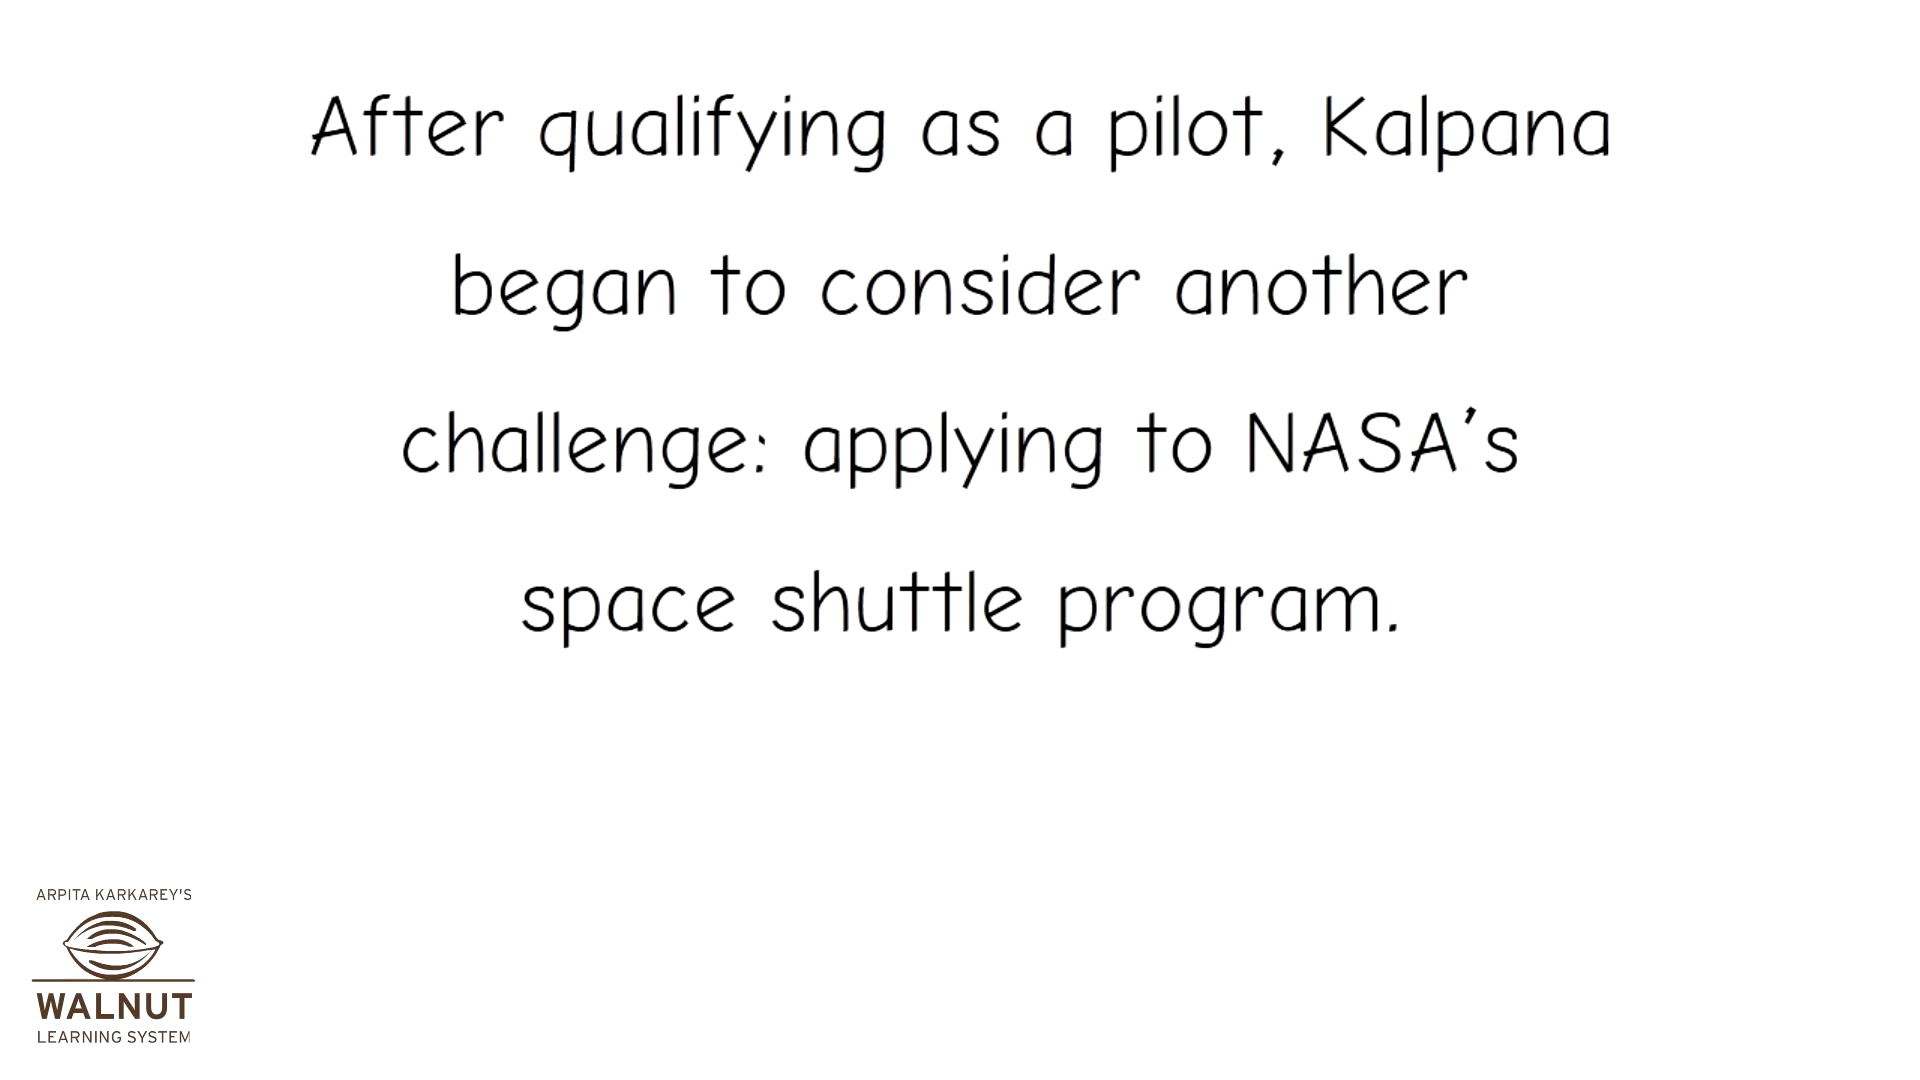 After qualifying as a pilot, Kalpana
began to consider another
challenge: applying to NASA's
space shuttle program.
ARPITA KARKAREY'S
WALNUT
LEARNING SYSTEM